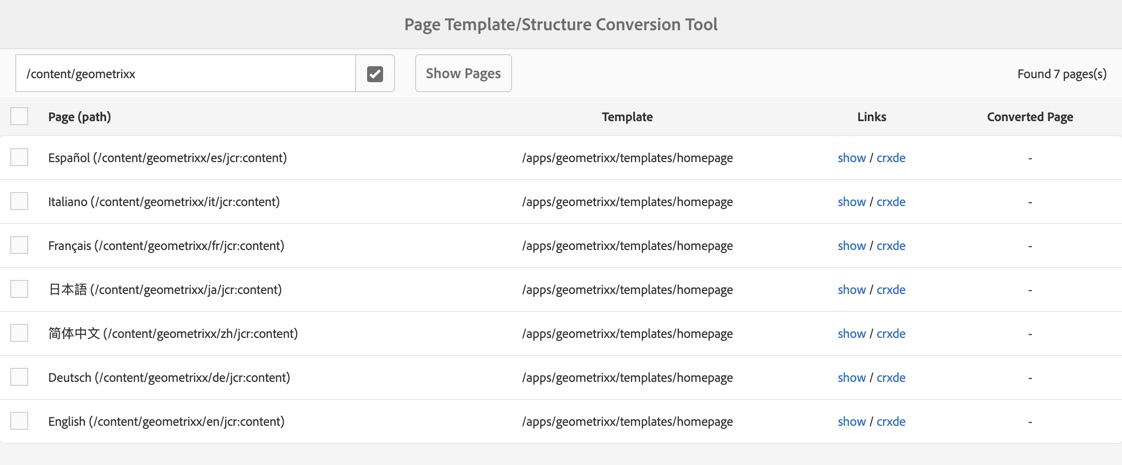 Page Template/Structure Conversion Tool
/content/geometrixx Show Pages Found 7 pages(s)
Page (path) Template Links Converted Page
Español (/content/geometrixx/es/jcr:content) /apps/geometrixx/templates/homepage show / crxde -
Italiano (/content/geometrixx/it/jcr:content) /apps/geometrixx/templates/homepage show / crxde -
Français (/content/geometrixx/fr/jcr:content) /apps/geometrixx/templates/homepage show / crxde -
日本語 (/content/geometrixx/ja/jcr:content) /apps/geometrixx/templates/homepage show / crxde -
简体中文 (/content/geometrixx/zh/jcr:content) /apps/geometrixx/templates/homepage show / crxde -
Deutsch (/content/geometrixx/de/jcr:content) /apps/geometrixx/templates/homepage show / crxde -
English (/content/geometrixx/en/jcr:content) /apps/geometrixx/templates/homepage show / crxde -